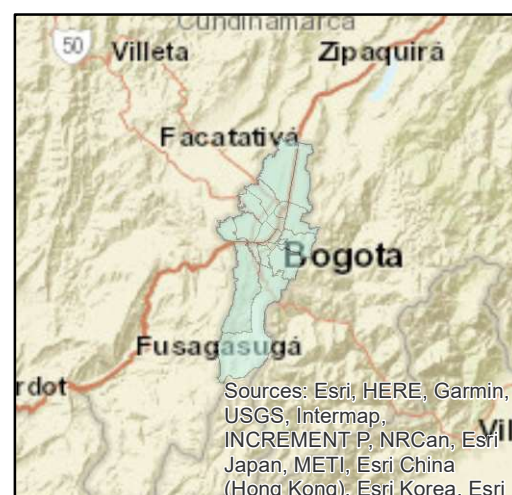 Cundinamarca
50
Villeta
Zipaquirá
Facatativá
Bogota
Fusagasugá
rdot
Sources: Esri, HERE, Garmin,
USGS, Intermap,
INCREMENT P, NRCan, Esri
Vil
Japan, METI, Esri China
(Hong Kong), Esri Korea, Esri